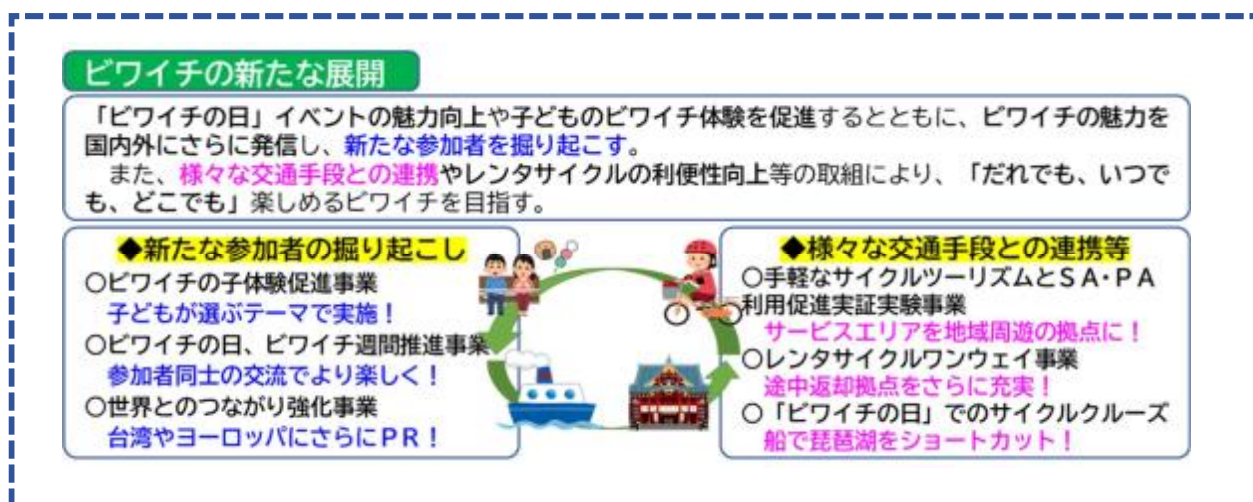 ビワイチの新たな展開
「ビワイチの日」イベントの魅力向上や子どものビワイチ体験を促進するとともに、ビワイチの魅力を
国内外にさらに発信し、新たな参加者を掘り起こす。
また、様々な交通手段との連携やレンタサイクルの利便性向上等の取組により、「だれでも、いつで
も、どこでも」楽しめるビワイチを目指す。
◆新たな参加者の掘り起こし
○ビワイチの子体験促進事業
子どもが選ぶテーマで実施！
○ビワイチの日、ビワイチ週間推進事業
参加者同士の交流でより楽しく！
○世界とのつながり強化事業
台湾やヨーロッパにさらにＰＲ！
◆様々な交通手段との連携等
○手軽なサイクルツーリズムとＳＡ・ＰＡ
利用促進実証実験事業
サービスエリアを地域周遊の拠点に！
○レンタサイクルワンウェイ事業
途中返却拠点をさらに充実！
○「ビワイチの日」でのサイクルクルーズ
船で琵琶湖をショートカット！